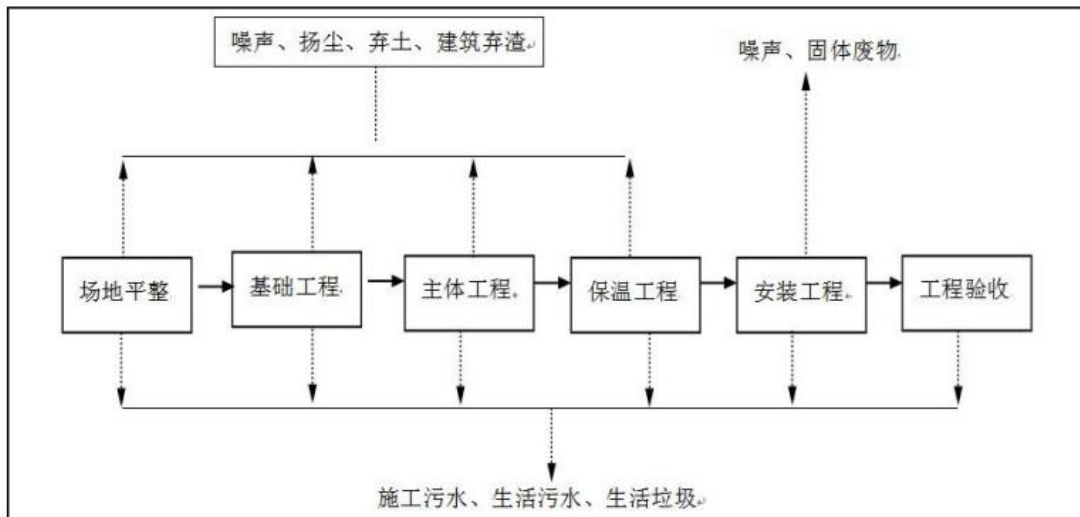 噪声、扬尘、弃土、建筑弃渣
噪声、固体废物
场地平整
基础工程
主体工程
保温工程
安装工程
工程验收
施工污水、生活污水、生活垃圾